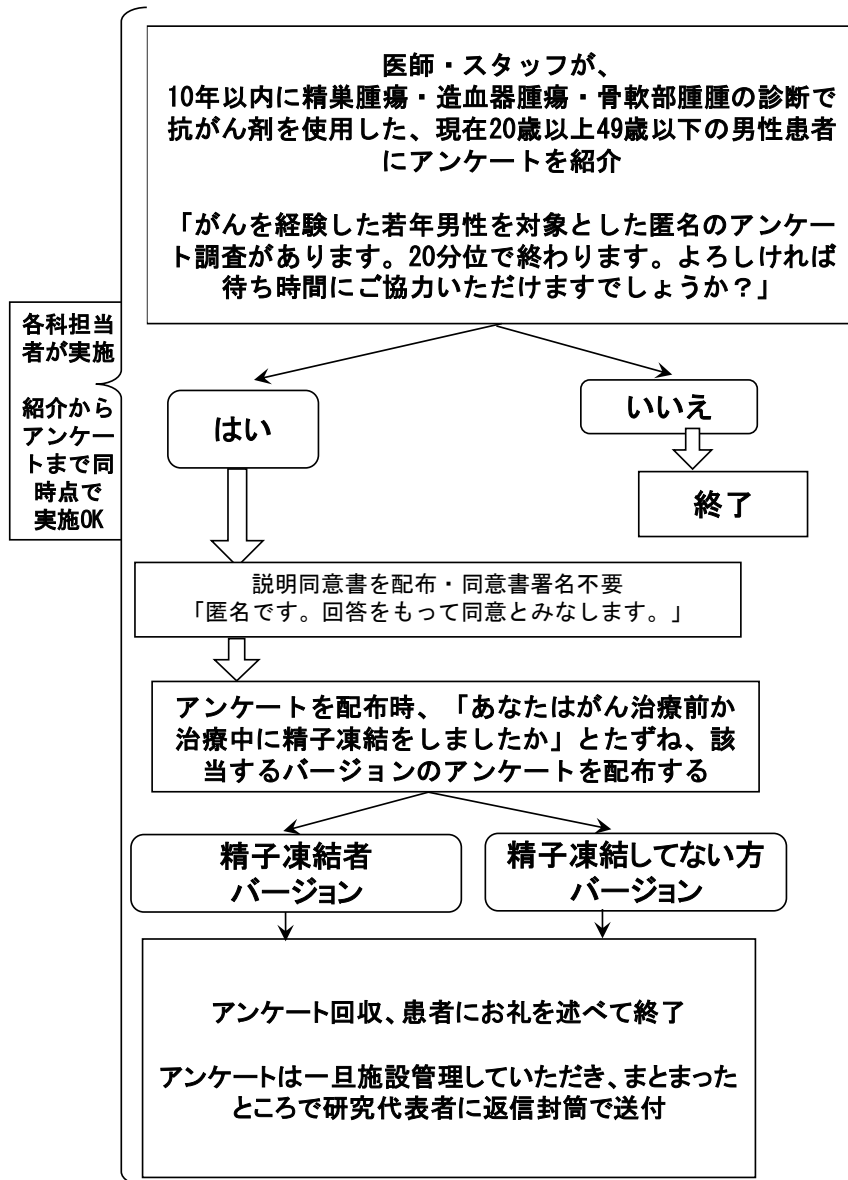 医師・スタッフが、
10年以内に精巣腫瘍・造血器腫瘍・骨軟部腫腫の診断で
抗がん剤を使用した、現在20歳以上49歳以下の男性患者
にアンケートを紹介
「がんを経験した若年男性を対象とした匿名のアンケー
ト調査があります。20分位で終わります。よろしければ
待ち時間にご協力いただけますでしょうか？」
各科担当
者が実施
紹介から
アンケー
トまで同
時点で
実施OK
はい
いいえ
終了
説明同意書を配布・同意書署名不要
「匿名です。回答をもって同意とみなします。」
アンケートを配布時、「あなたはがん治療前か
治療中に精子凍結をしましたか」とたずね、該
当するバージョンのアンケートを配布する
精子凍結者
バージョン
精子凍結してない方
バージョン
アンケート回収、患者にお礼を述べて終了
アンケートは一旦施設管理していただき、まとまった
ところで研究代表者に返信封筒で送付